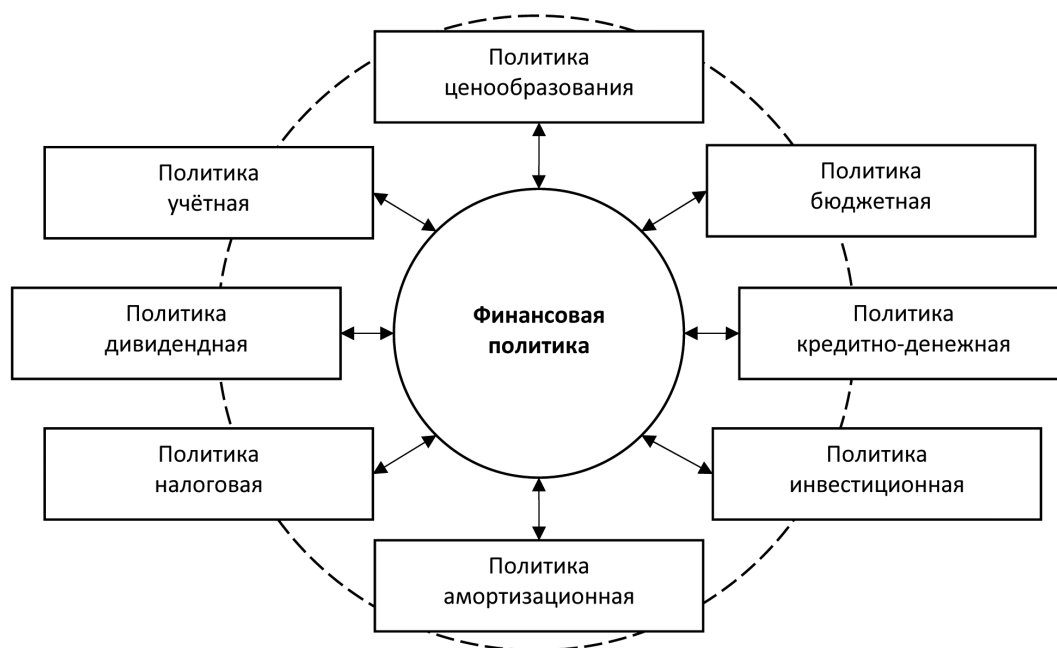 Политика
ценообразования
Политика
учётная
Политика
бюджетная
Политика
дивидендная
Финансовая
политика
Политика
кредитно-денежная
Политика
налоговая
Политика
инвестиционная
Политика
амортизационная